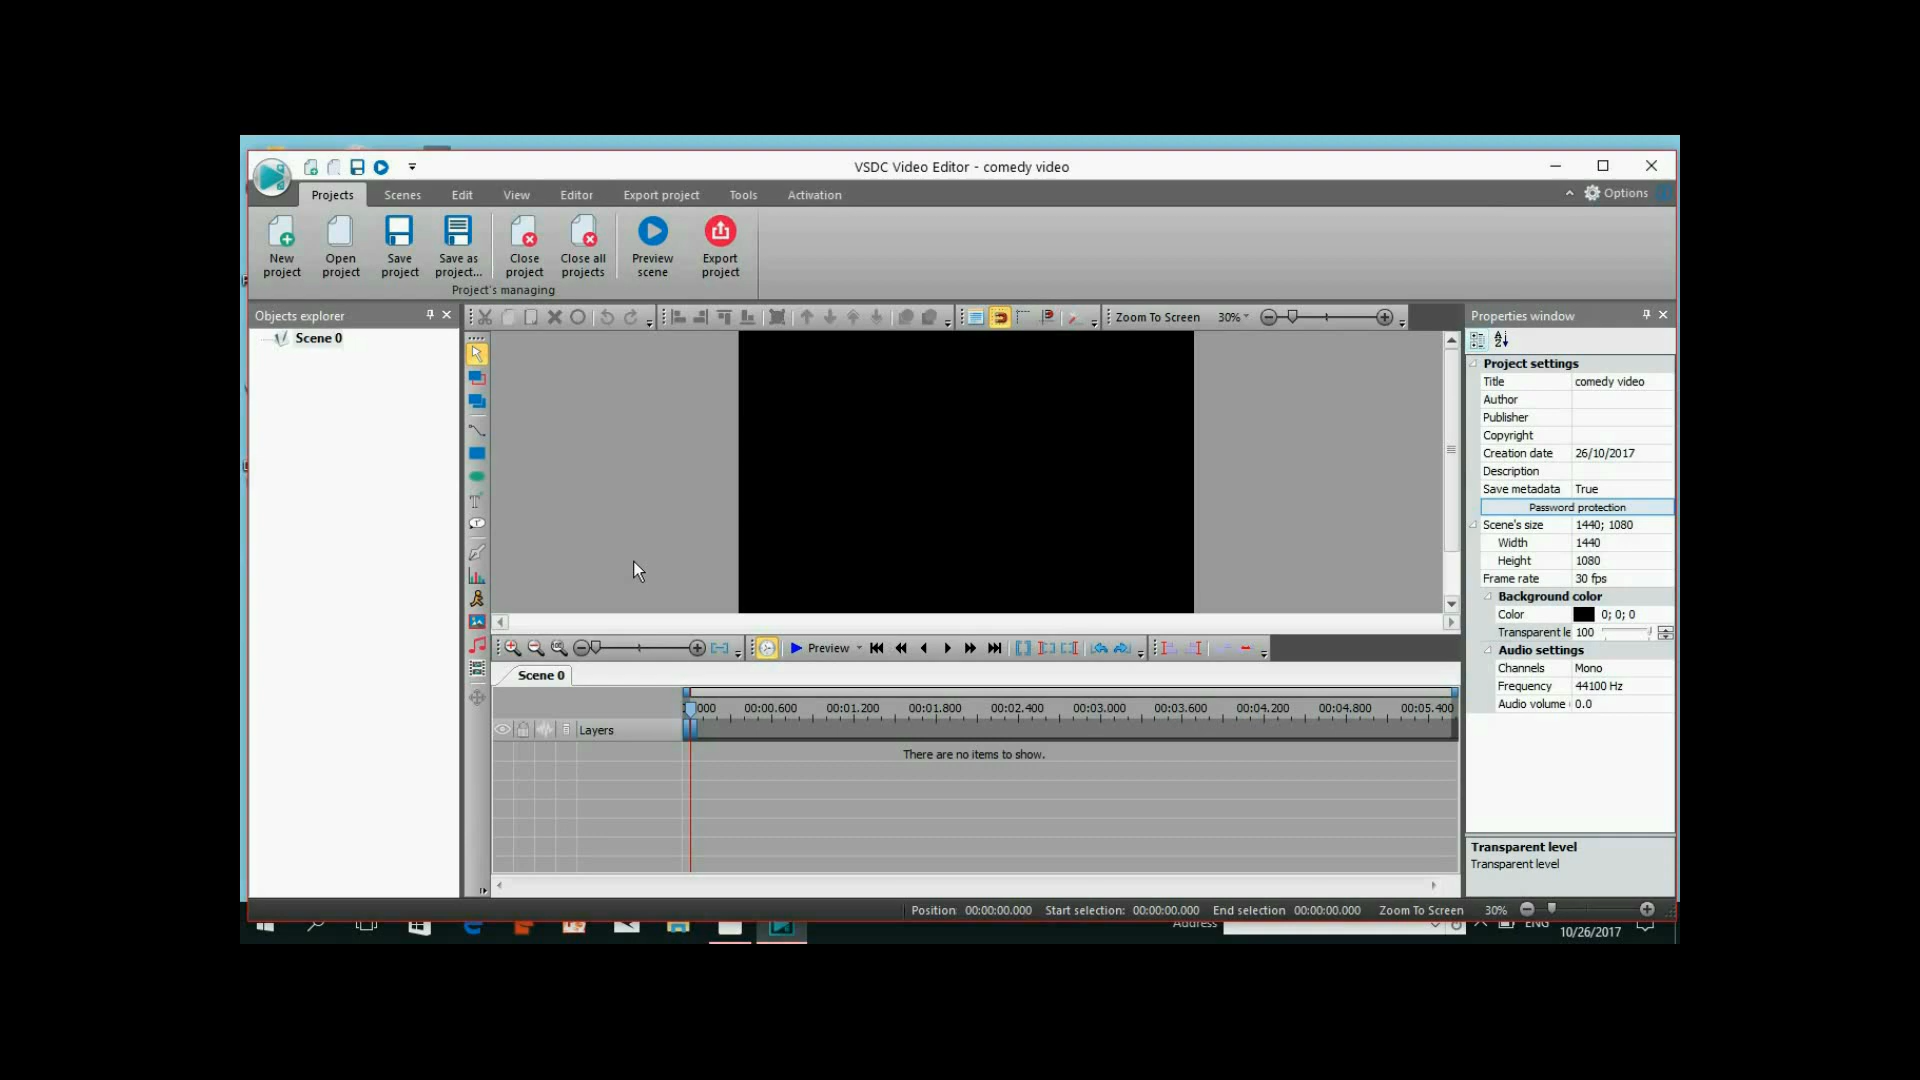 VSDC Video Editor - comedy video
Projects Scenes Edit View Editor Export project Tools Activation Options
New project
Open project
Save project
Save as project...
Close project
Close all projects
Preview scene
Export project
Project's managing
Objects explorer
Scene 0
Zoom To Screen 30%
Properties window
Project settings
Title comedy video
Author
Publisher
Copyright
Creation date 26/10/2017
Description
Save metadata True
Password protection
Scene's size 1440; 1080
Width 1440
Height 1080
Frame rate 30 fps
Background color
Color 0; 0; 0
Transparent le 100
Audio settings
Channels Mono
Frequency 44100 Hz
Audio volume 0.0
Transparent level
Transparent level
Preview
Scene 0
000 00:00.600 00:01.200 00:01.800 00:02.400 00:03.000 00:03.600 00:04.200 00:04.800 00:05.400
Layers
There are no items to show.
Position 00:00:00.000 Start selection: 00:00:00.000 End selection 00:00:00.000 Zoom To Screen 30%
Address ENG
10/26/2017